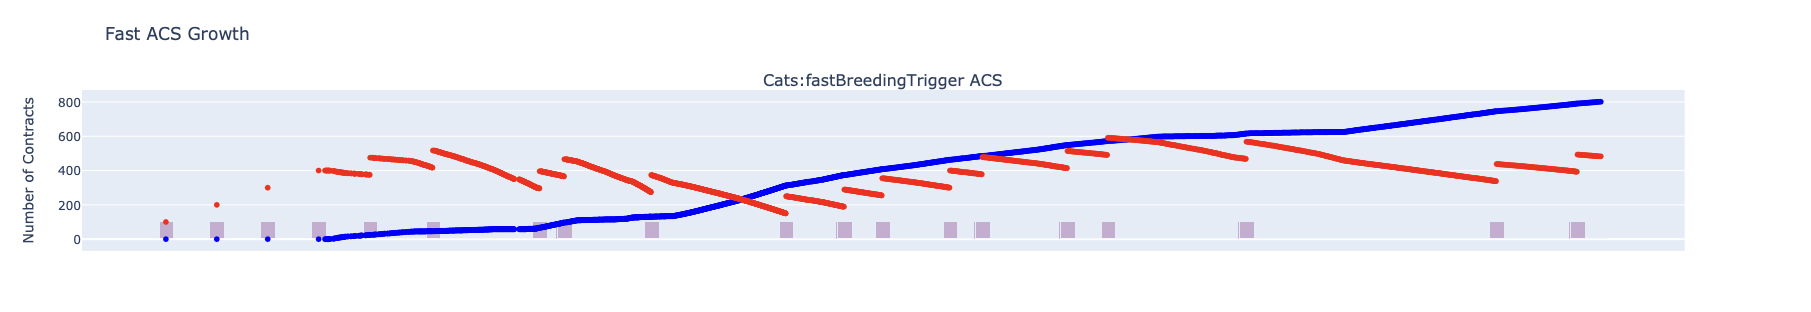 Fast ACS Growth
Cats:fastBreedingTrigger ACS
Number of Contracts
800
600
400
200
0